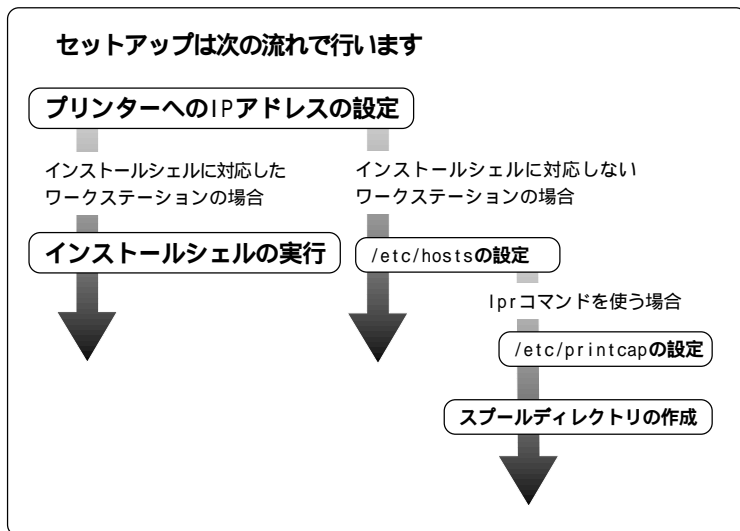 セットアップは次の流れで行います
プリンターへのIPアドレスの設定
インストールシェルに対応した
ワークステーションの場合
インストールシェルの実行
インストールシェルに対応しない
ワークステーションの場合
/etc/hostsの設定
lprコマンドを使う場合
/etc/printcapの設定
スプールディレクトリの作成